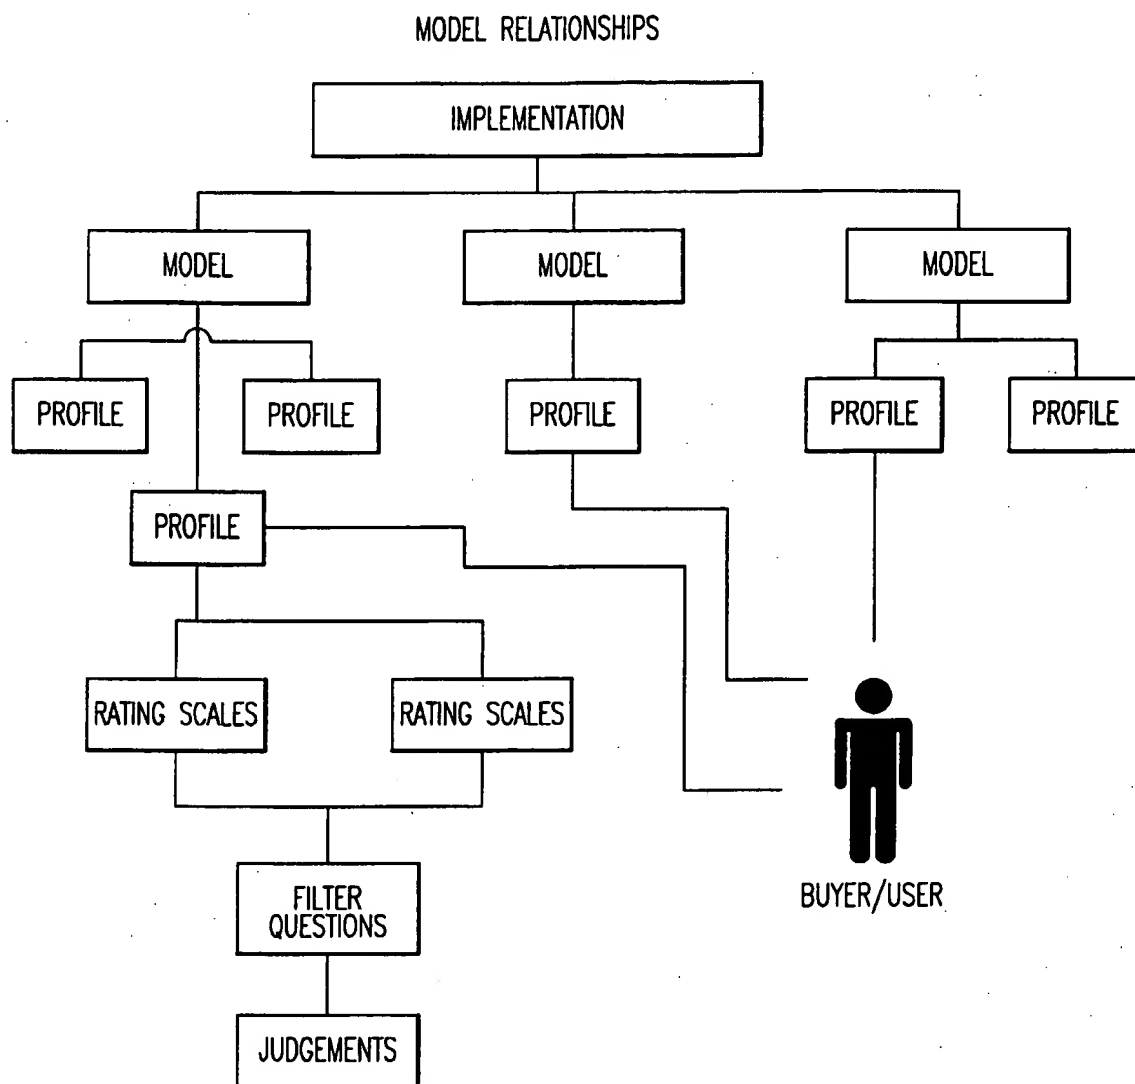 MODEL RELATIONSHIPS
IMPLEMENTATION
MODEL
MODEL
MODEL
PROFILE
PROFILE
PROFILE
PROFILE
PROFILE
PROFILE
RATING SCALES
RATING SCALES
FILTER
QUESTIONS
BUYER/USER
JUDGEMENTS